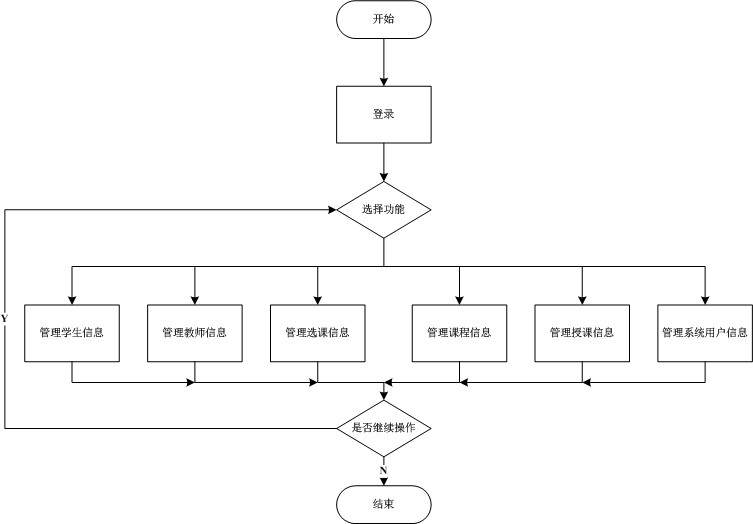 开始
登录
选择功能
管理学生信息
管理教师信息
管理选课信息
管理课程信息
管理授课信息
管理系统用户信息
Y
是否继续操作
N
结束